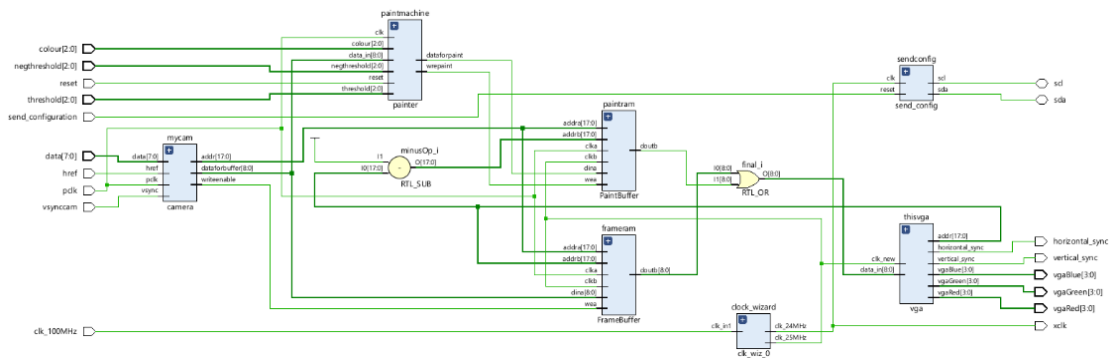 colour[2:0]
negthreshold[2:0]
reset
threshold[2:0]
send_configuration
data[7:0]
href
pclk
vsynccam
clk_100MHz
paintmachine
clk
colour[2:0]
data_in[8:0]
negthreshold[2:0]
reset
threshold[2:0]
dataforpaint
wrepaint
painter
mycam
data[7:0]
href
pclk
vsync
addr[17:0]
dataforbuffer[8:0]
writeenable
camera
minusOp_i
I1
I0[17:0]
-
O[17:0]
RTL_SUB
paintram
addra[17:0]
addrb[17:0]
clka
clkb
dina
wea
doutb
PaintBuffer
frameram
addra[17:0]
addrb[17:0]
clka
clkb
dina[8:0]
wea
doutb[8:0]
FrameBuffer
final_i
I0[8:0]
I1[8:0]
O[8:0]
RTL_OR
clock_wizard
clk_in1
clk_24MHz
clk_25MHz
clk_wiz_0
sendconfig
clk
reset
scl
sda
send_config
thisvga
clk_new
data_in[8:0]
addr[17:0]
horizontal_sync
vertical_sync
vgaBlue[3:0]
vgaGreen[3:0]
vgaRed[3:0]
vga
scl
sda
horizontal_sync
vertical_sync
vgaBlue[3:0]
vgaGreen[3:0]
vgaRed[3:0]
xclk